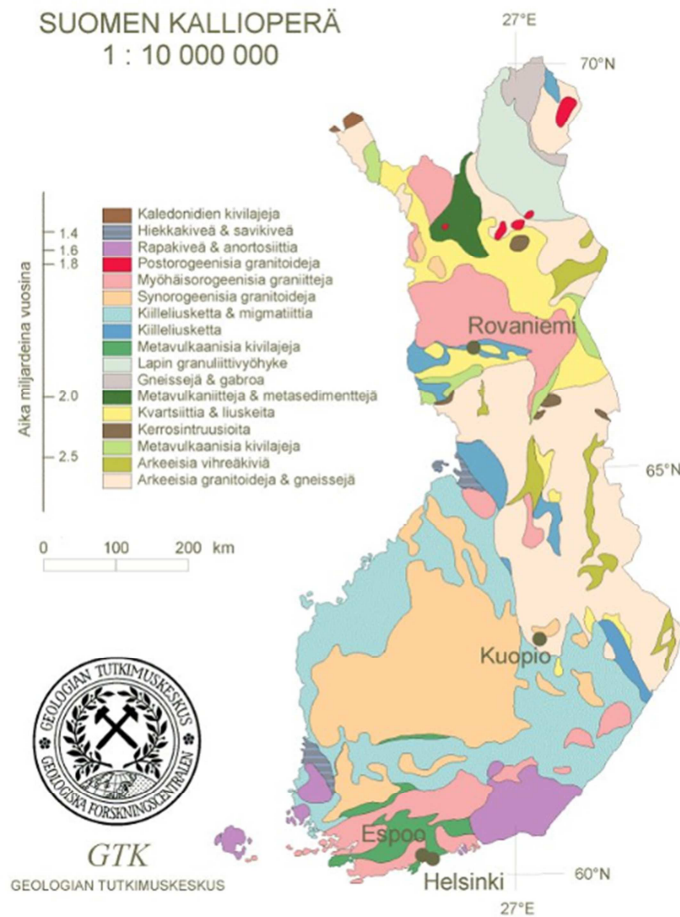 SUOMEN KALLIOPERÄ
1 : 10 000 000
27°E
70°N
Aika miljardeina vuosina
1.4
1.6
1.8
2.0
2.5
Kaledonidien kivilajeja
Hiekkakiveä & savikiveä
Rapakiveä & anortosiittia
Postorogeenisia granitoideja
Myöhäisorogeenisia graniitteja
Synorogeenisia granitoideja
Kiilleliusketta & migmatiittia
Kiilleliusketta
Metavulkaanisia kivilajeja
Lapin granuliittivyöhyke
Gneissejä & gabroa
Metavulkaniitteja & metasedimenttejä
Kvartsiittia & liuskeita
Kerrosintruusioita
Metavulkaanisia kivilajeja
Arkeeisia vihreäkiviä
Arkeeisia granitoideja & gneissejä
Rovaniemi
65°N
0 100 200 km
Kuopio
GEOLOGIAN TUTKIMUSKESKUS
GEOLOGISKA FORSKNINGSCENTRALEN
GTK
GEOLOGIAN TUTKIMUSKESKUS
Espoo
Helsinki
60°N
27°E